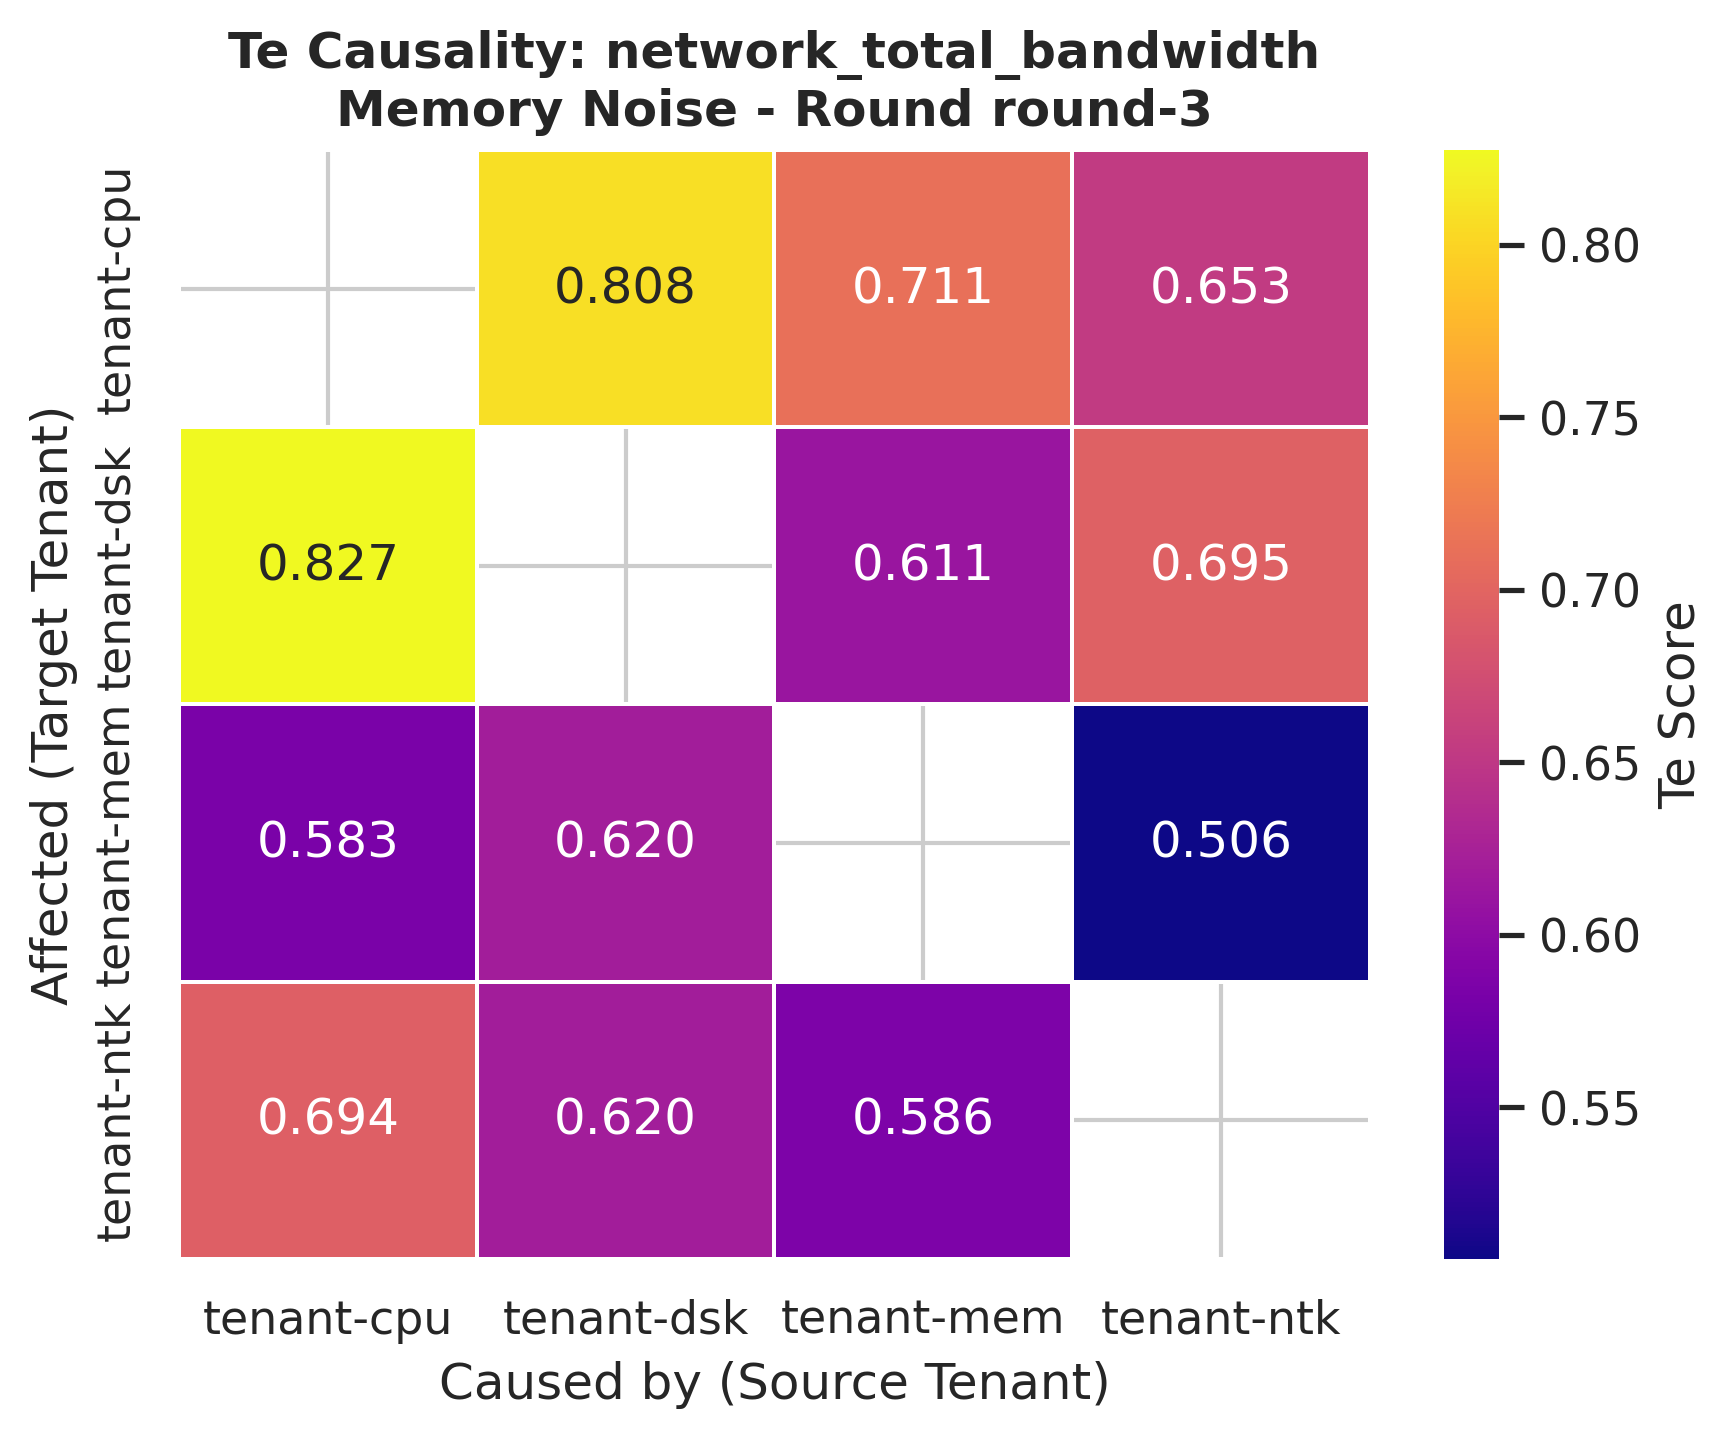 Te Causality: network_total_bandwidth
Memory Noise - Round round-3
Affected (Target Tenant)
tenant-cpu
0.808 0.711 0.653
tenant-dsk
0.827 0.611 0.695
tenant-mem
0.583 0.620 0.506
tenant-ntk
0.694 0.620 0.586
tenant-cpu tenant-dsk tenant-mem tenant-ntk
Caused by (Source Tenant)
0.80
0.75
0.70
0.65
0.60
0.55
Te Score